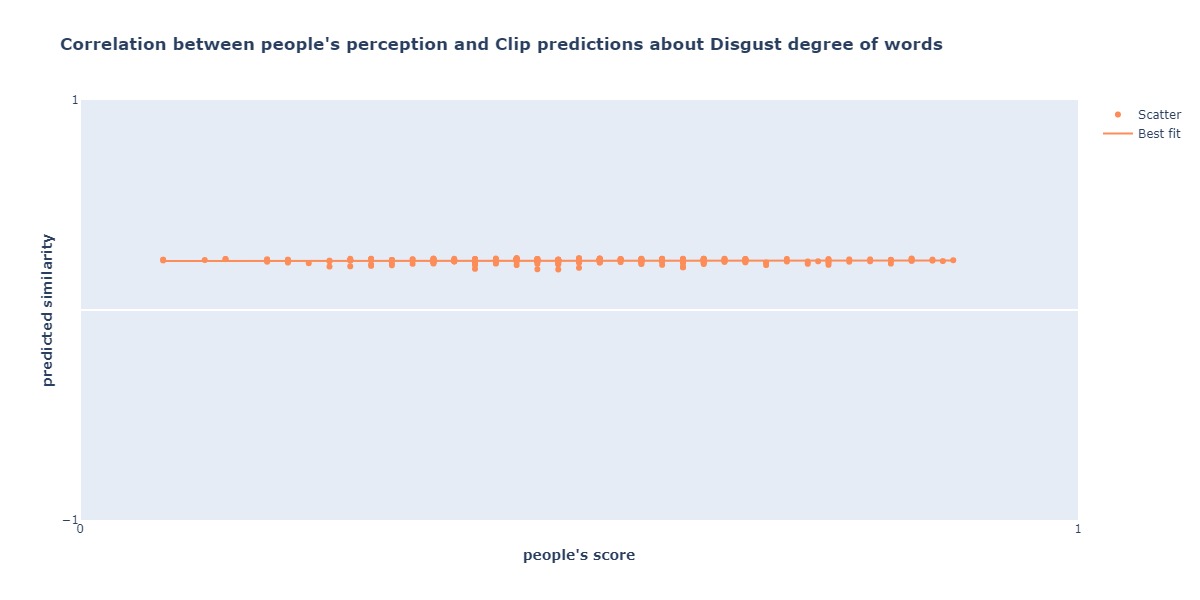 Correlation between people's perception and Clip predictions about Disgust degree of words
1
Scatter
Best fit
predicted similarity
−1
0
1
people's score